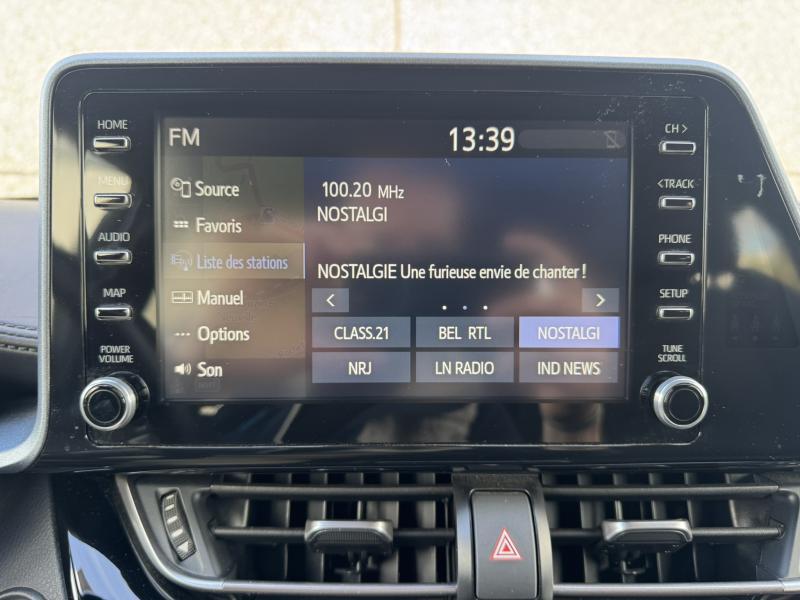 HOME
MENU
AUDIO
MAP
POWER
VOLUME
FM
13:39
Source
Favoris
Liste des stations
Manuel
Options
Son
100.20 MHz
NOSTALGI
NOSTALGIE Une furieuse envie de chanter !
<
>
CLASS.21
BEL RTL
NOSTALGI
NRJ
LN RADIO
IND NEWS
CH >
<TRACK
PHONE
SETUP
TUNE
SCROLL